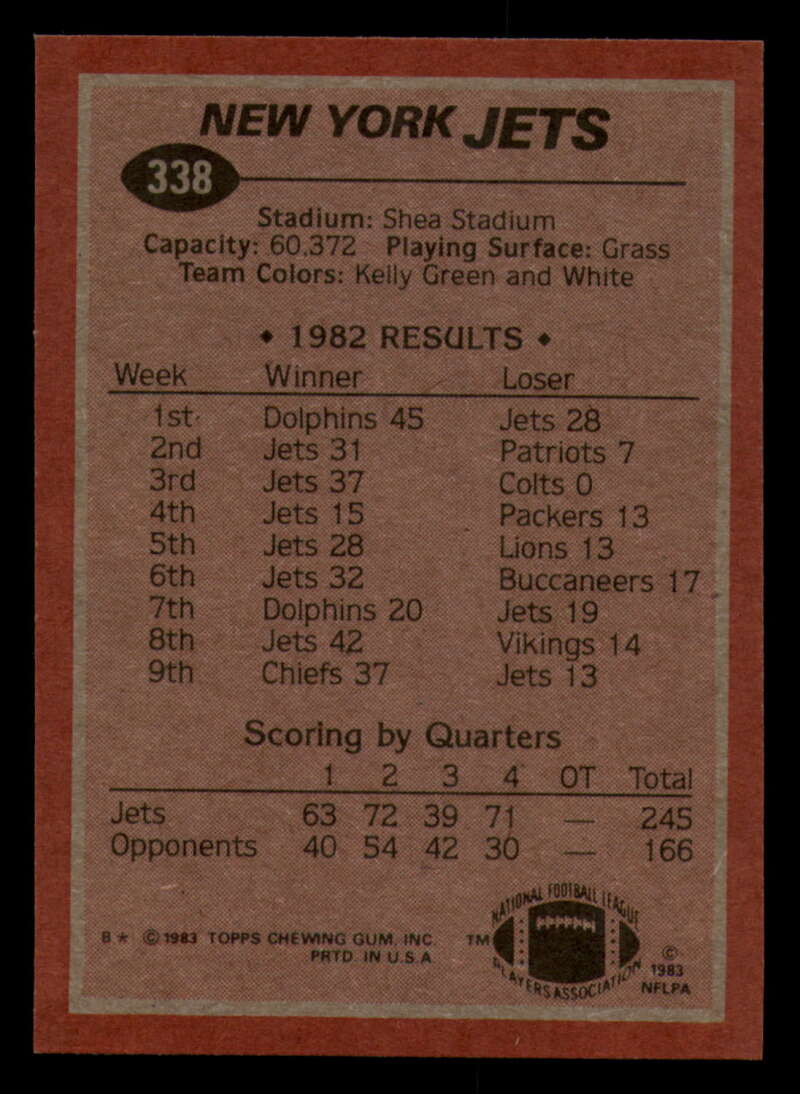 NEW YORK JETS
338
Stadium: Shea Stadium
Capacity: 60,372 Playing Surface: Grass
Team Colors: Kelly Green and White
♦ 1982 RESULTS ♦
Week Winner Loser
1st Dolphins 45 Jets 28
2nd Jets 31 Patriots 7
3rd Jets 37 Colts 0
4th Jets 15 Packers 13
5th Jets 28 Lions 13
6th Jets 32 Buccaneers 17
7th Dolphins 20 Jets 19
8th Jets 42 Vikings 14
9th Chiefs 37 Jets 13
Scoring by Quarters
1 2 3 4 OT Total
Jets 63 72 39 71 — 245
Opponents 40 54 42 30 — 166
NATIONAL FOOTBALL LEAGUE
PLAYERS ASSOCIATION
B * © 1983 TOPPS CHEWING GUM, INC. TM
PRTD. IN U.S.A.
© 1983
NFLPA